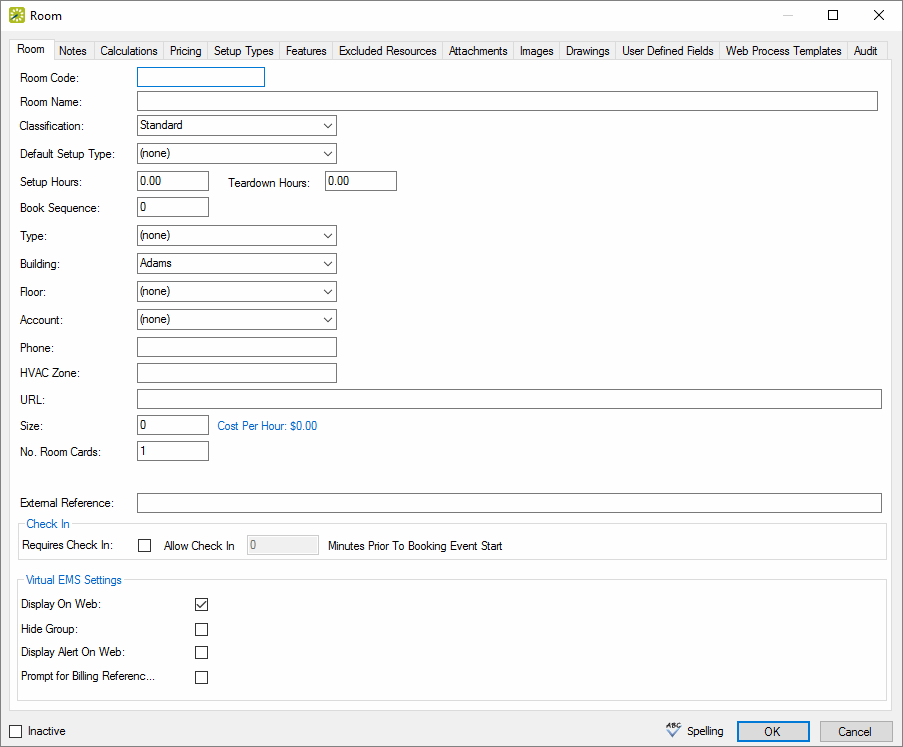 Room
Room Notes Calculations Pricing Setup Types Features Excluded Resources Attachments Images Drawings User Defined Fields Web Process Templates Audit
Room Code:
Room Name:
Classification: Standard
Default Setup Type: (none)
Setup Hours: 0.00 Teardown Hours: 0.00
Book Sequence: 0
Type: (none)
Building: Adams
Floor: (none)
Account: (none)
Phone:
HVAC Zone:
URL:
Size: 0 Cost Per Hour: $0.00
No. Room Cards: 1
External Reference:
Check In
Requires Check In: Allow Check In 0 Minutes Prior To Booking Event Start
Virtual EMS Settings
Display On Web:
Hide Group:
Display Alert On Web:
Prompt for Billing Referenc...
Inactive ABC Spelling OK Cancel